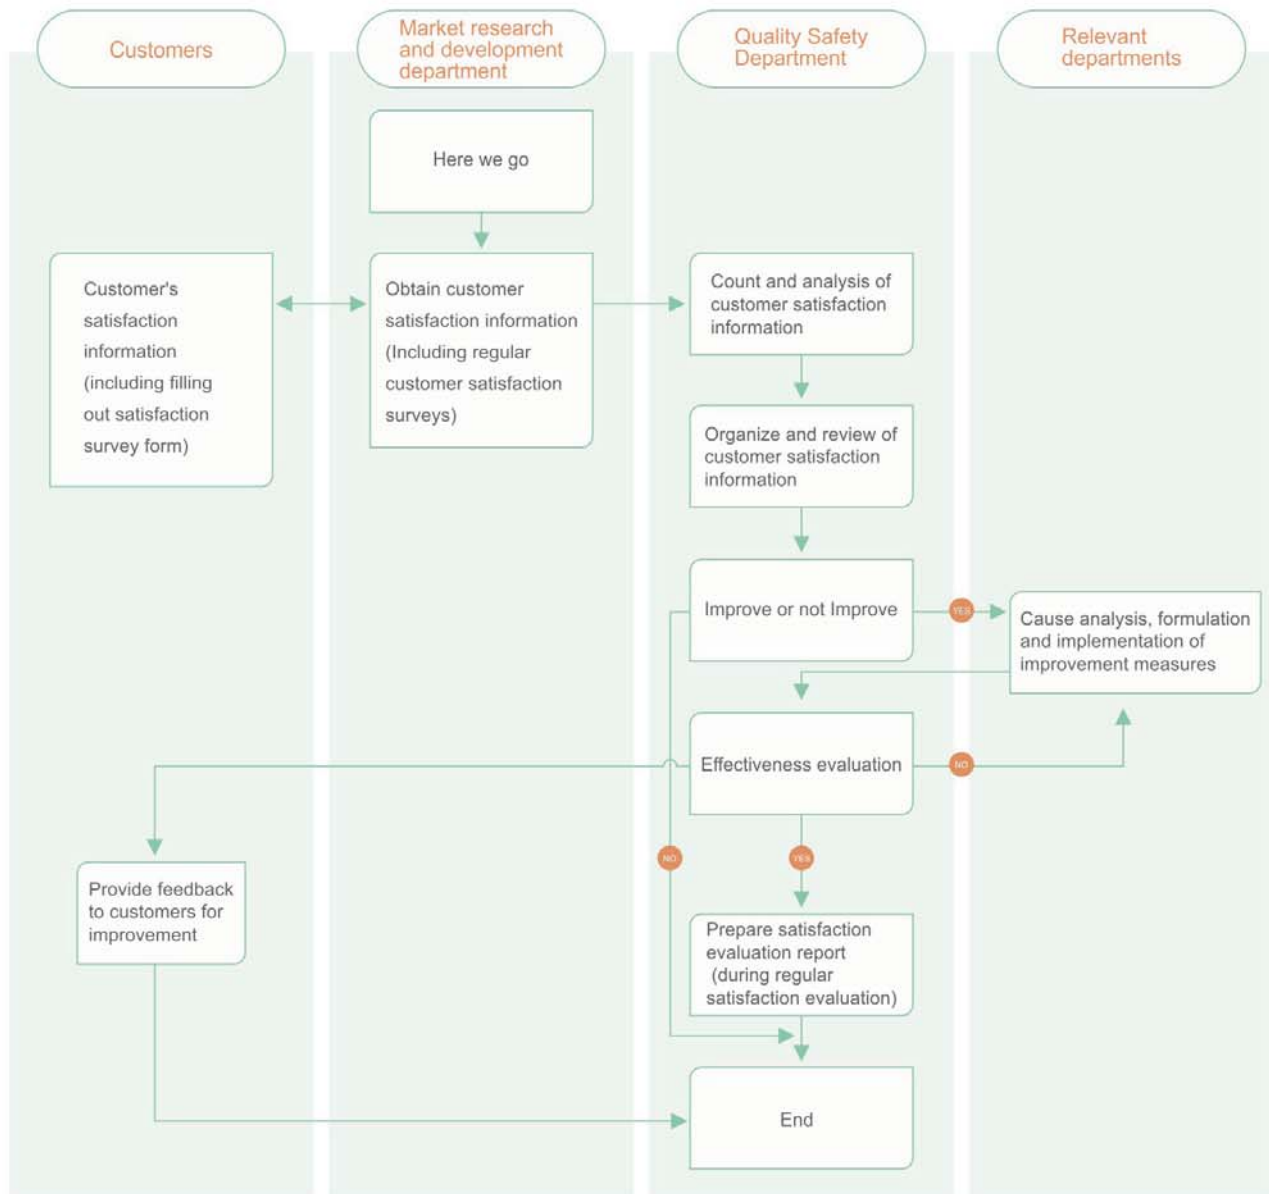 Customers
Market research
and development
department
Quality Safety
Department
Relevant
departments
Here we go
Customer's
satisfaction
information
(including filling
out satisfaction
survey form)
Obtain customer
satisfaction information
(Including regular
customer satisfaction
surveys)
Count and analysis of
customer satisfaction
information
Organize and review of
customer satisfaction
information
Improve or not Improve
YES
Cause analysis, formulation
and implementation of
improvement measures
Effectiveness evaluation
NO
NO
YES
Provide feedback
to customers for
improvement
Prepare satisfaction
evaluation report
(during regular
satisfaction evaluation)
End